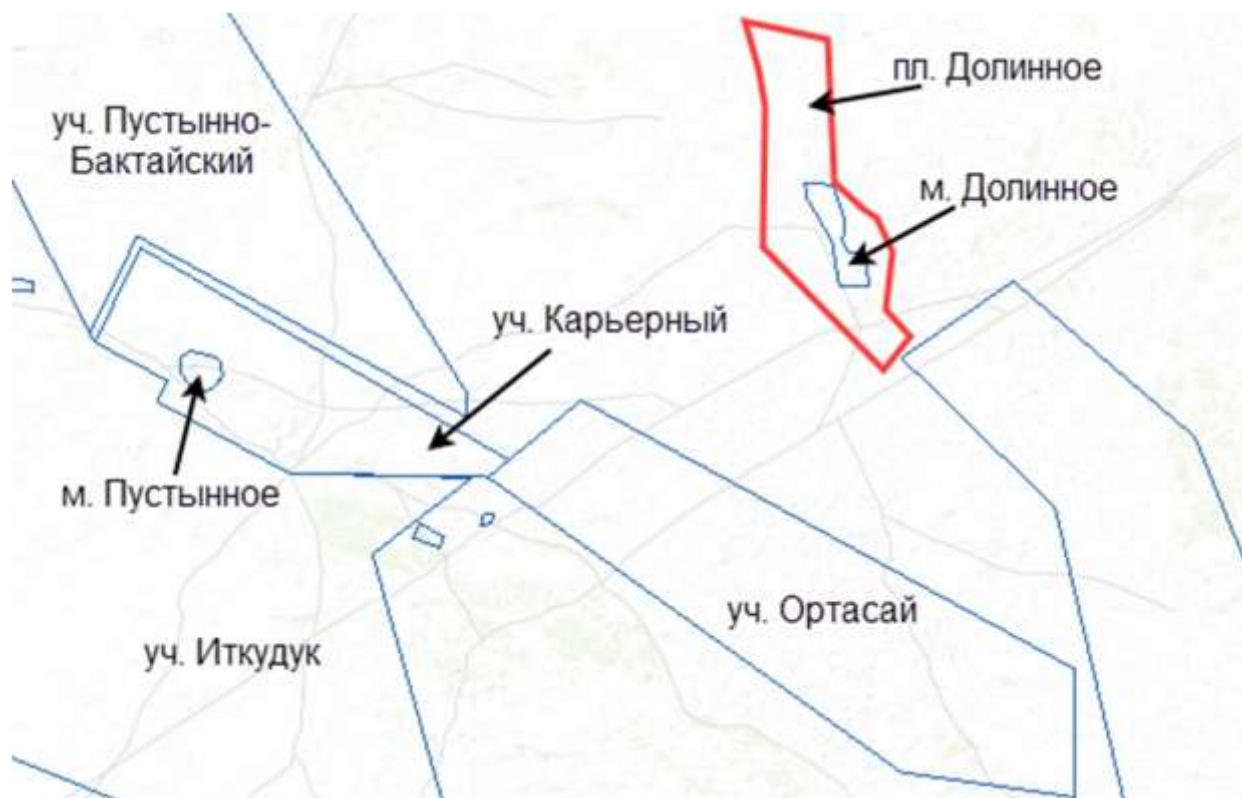 пл. Долинное
уч. Пустынно-
Бактайский
м. Долинное
уч. Карьерный
м. Пустынное
уч. Ортасай
уч. Иткудук